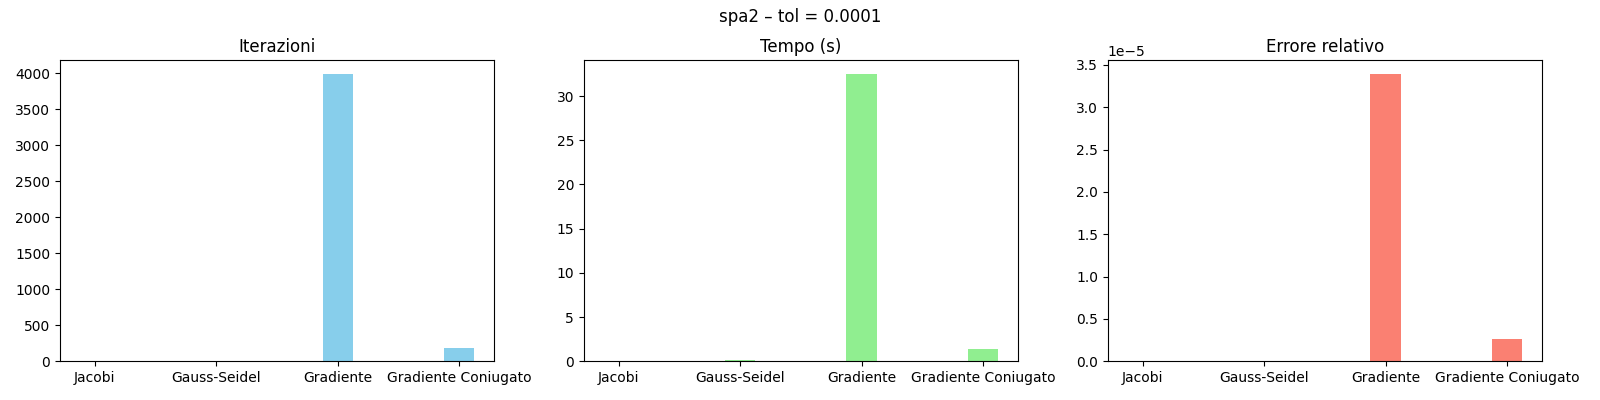 spa2 – tol = 0.0001
Iterazioni
4000
3500
3000
2500
2000
1500
1000
500
0
Jacobi
Gauss-Seidel
Gradiente
Gradiente Coniugato
Tempo (s)
30
25
20
15
10
5
0
Jacobi
Gauss-Seidel
Gradiente
Gradiente Coniugato
Errore relativo
1e−5
3.5
3.0
2.5
2.0
1.5
1.0
0.5
0.0
Jacobi
Gauss-Seidel
Gradiente
Gradiente Coniugato